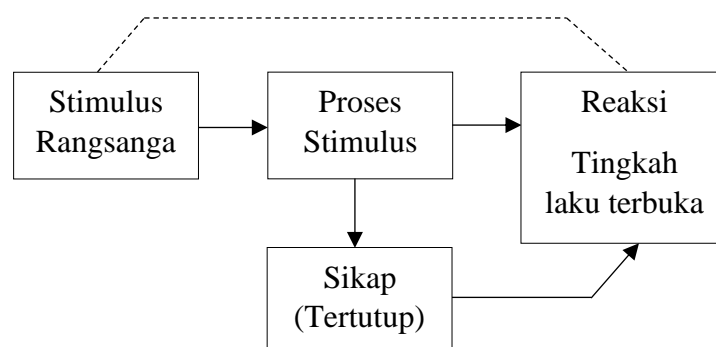 Stimulus
Rangsanga
Proses
Stimulus
Reaksi
Tingkah
laku terbuka
Sikap
(Tertutup)